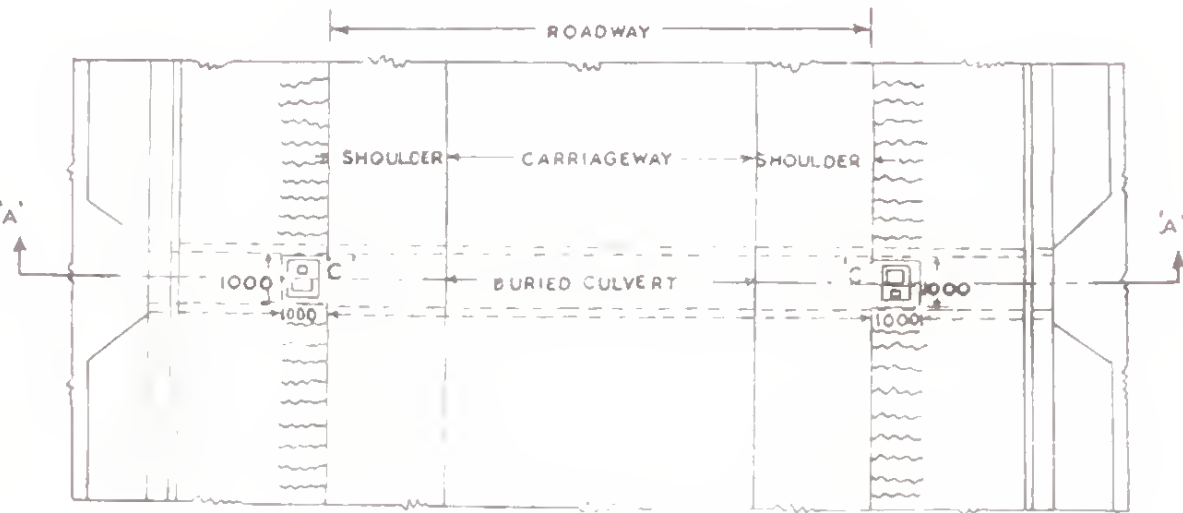 ROADWAY
SHOULDER
CARRIAGEWAY
SHOULDER
'A'
'A'
1000
C
BURIED CULVERT
C
1000
1000
1000